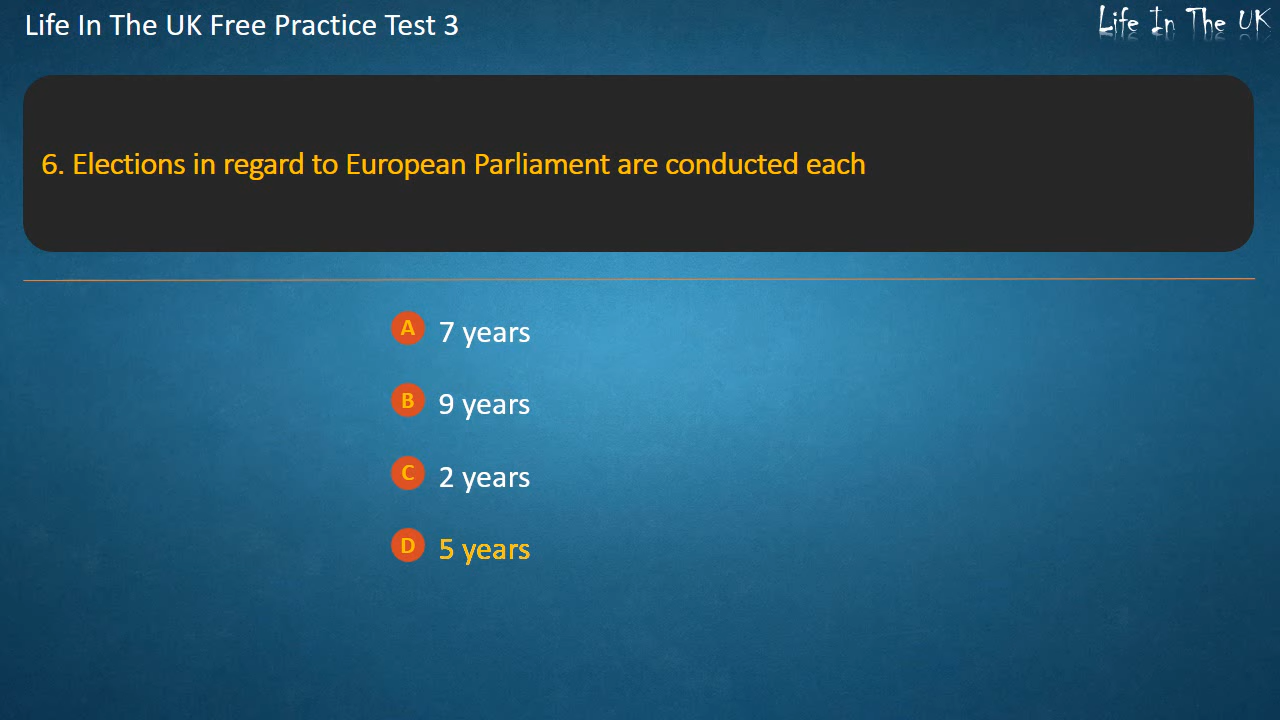 Life In The UK Free Practice Test 3
Life In The UK
6. Elections in regard to European Parliament are conducted each
A 7 years
B 9 years
C 2 years
D 5 years